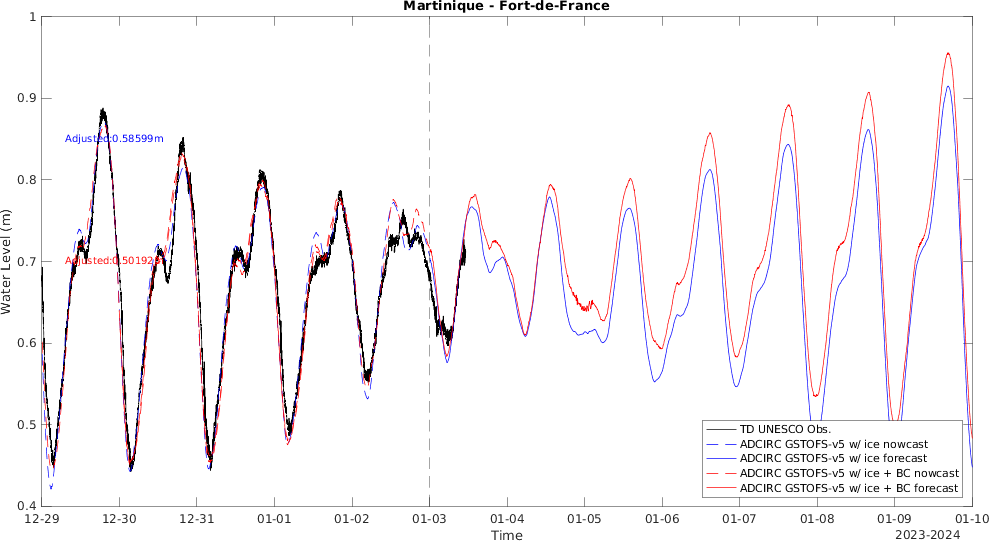 Martinique - Fort-de-France
Water Level (m)
1
0.9
0.8
0.7
0.6
0.5
0.4
Adjusted:0.58599m
12-29
12-30
12-31
01-01
01-02
01-03
01-04
01-05
01-06
01-07
01-08
01-09
01-10
2023-2024
Time
TD UNESCO Obs.
ADCIRC GSTOFS-v5 w/ ice nowcast
ADCIRC GSTOFS-v5 w/ ice forecast
ADCIRC GSTOFS-v5 w/ ice + BC nowcast
ADCIRC GSTOFS-v5 w/ ice + BC forecast